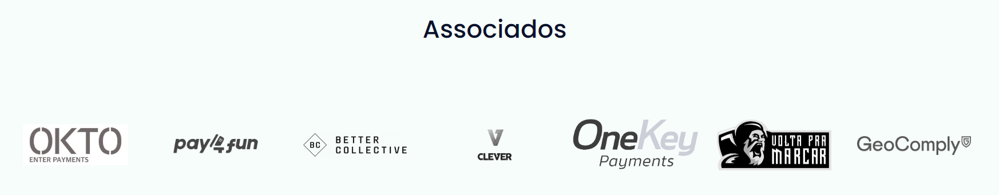 Associados
OKTO
ENTER PAYMENTS
pay4fun
BC
BETTER
COLLECTIVE
CLEVER
OneKey
Payments
VOLTA PRA
MARCAR
GeoComply